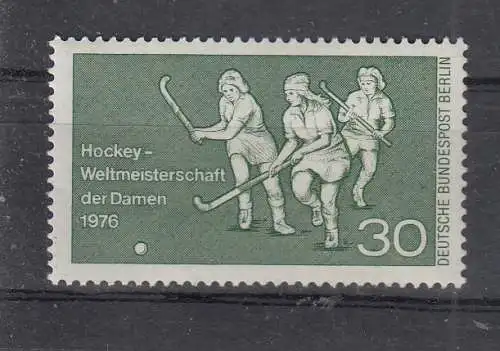 Hockey-
Weltmeisterschaft
der Damen
1976
30
DEUTSCHE BUNDESPOST BERLIN